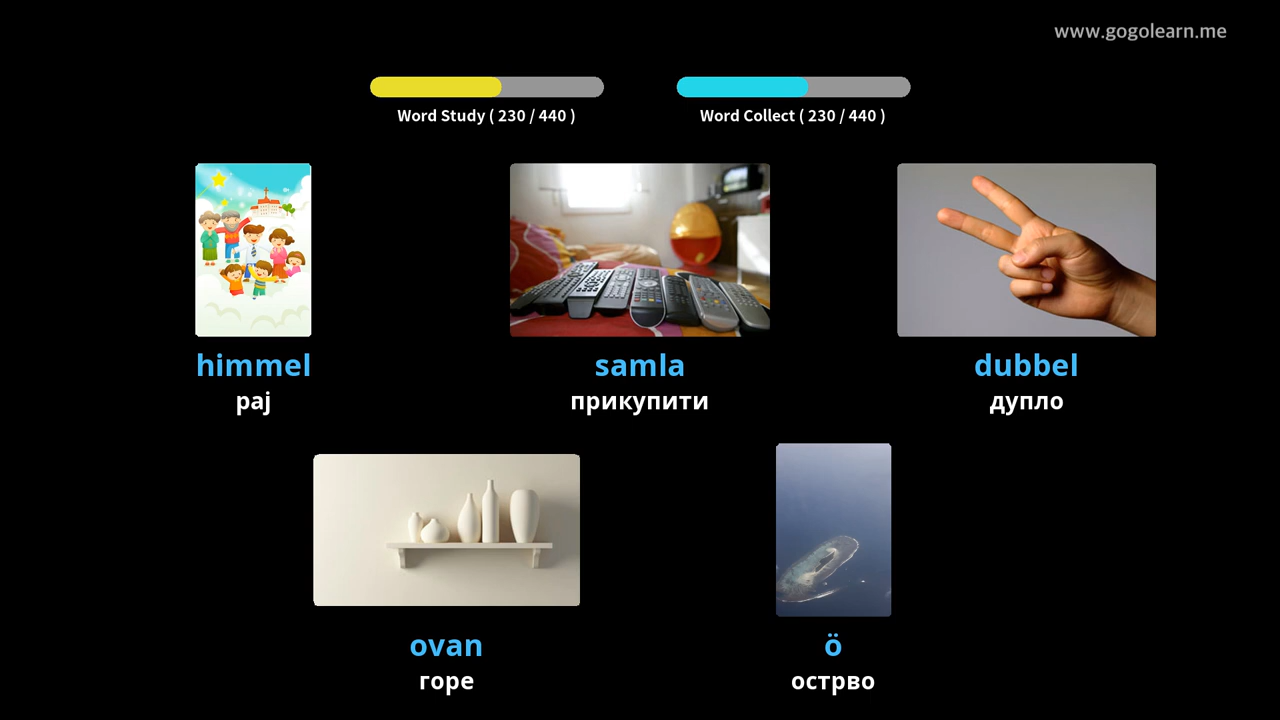 www.gogolearn.me
Word Study ( 230 / 440 )
Word Collect ( 230 / 440 )
himmel
рај
samla
прикупити
dubbel
дупло
ovan
горе
ö
острво